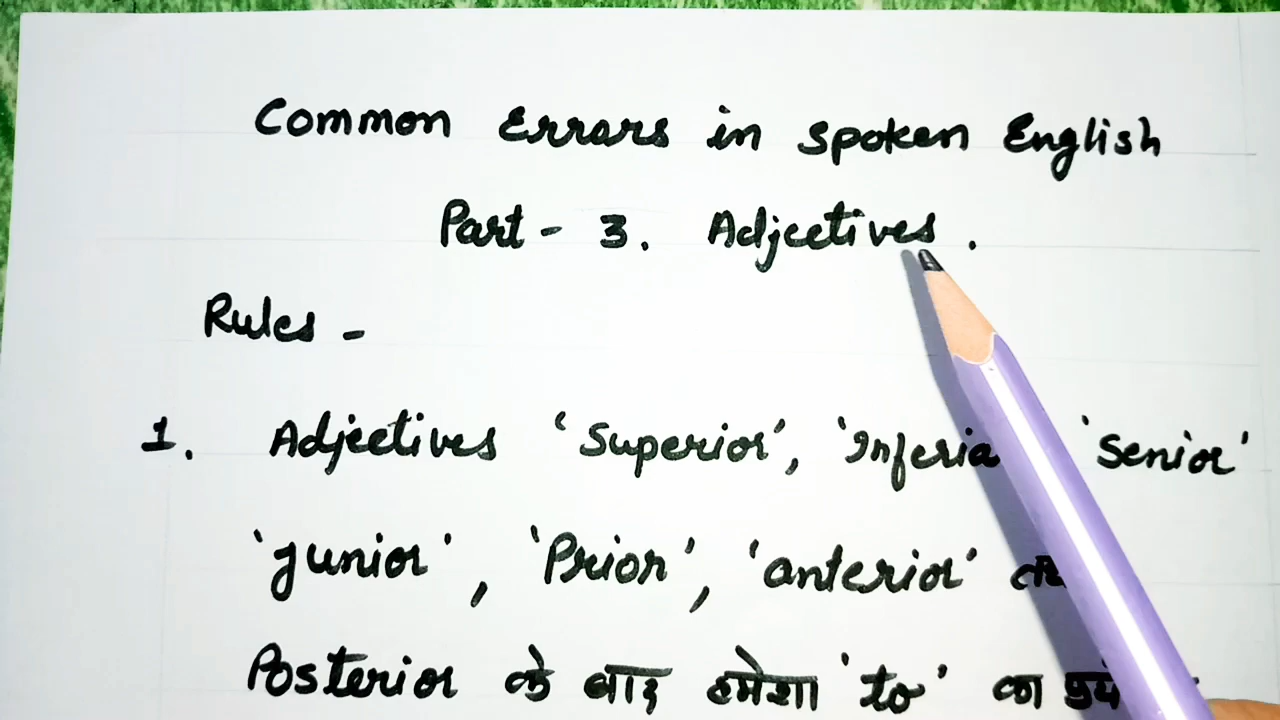 Common Errors in Spoken English
Part - 3. Adjectives.
Rules -
1. Adjectives 'Superior', 'Inferio 'Senior'
'Junior', 'Prior', 'anterior'
Posterior के बाद हमेशा 'to' का